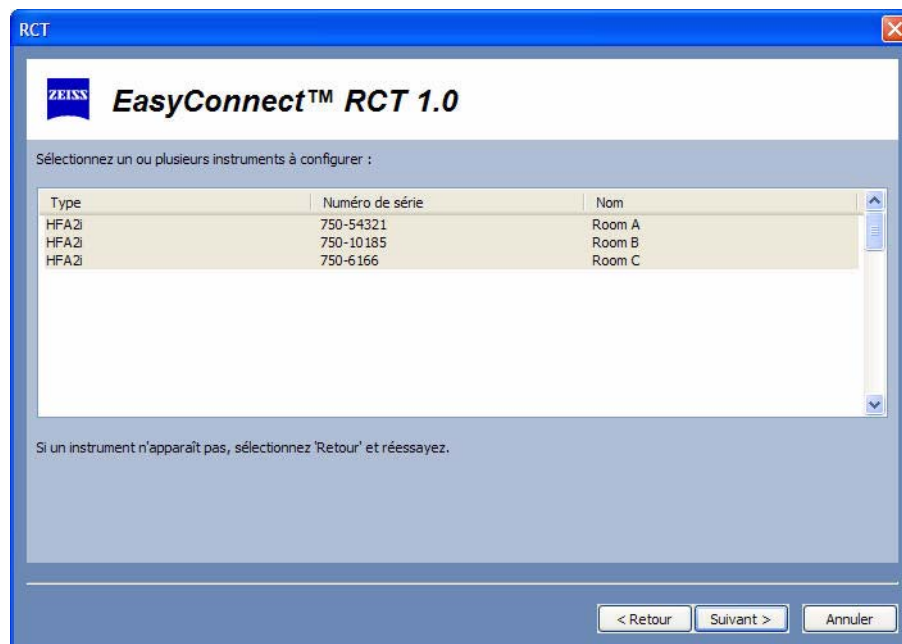 RCT
ZEISS
EasyConnect™ RCT 1.0
Sélectionnez un ou plusieurs instruments à configurer :
Type Numéro de série Nom
HFA2i 750-54321 Room A
HFA2i 750-10185 Room B
HFA2i 750-6166 Room C
Si un instrument n'apparaît pas, sélectionnez 'Retour' et réessayez.
< Retour Suivant > Annuler